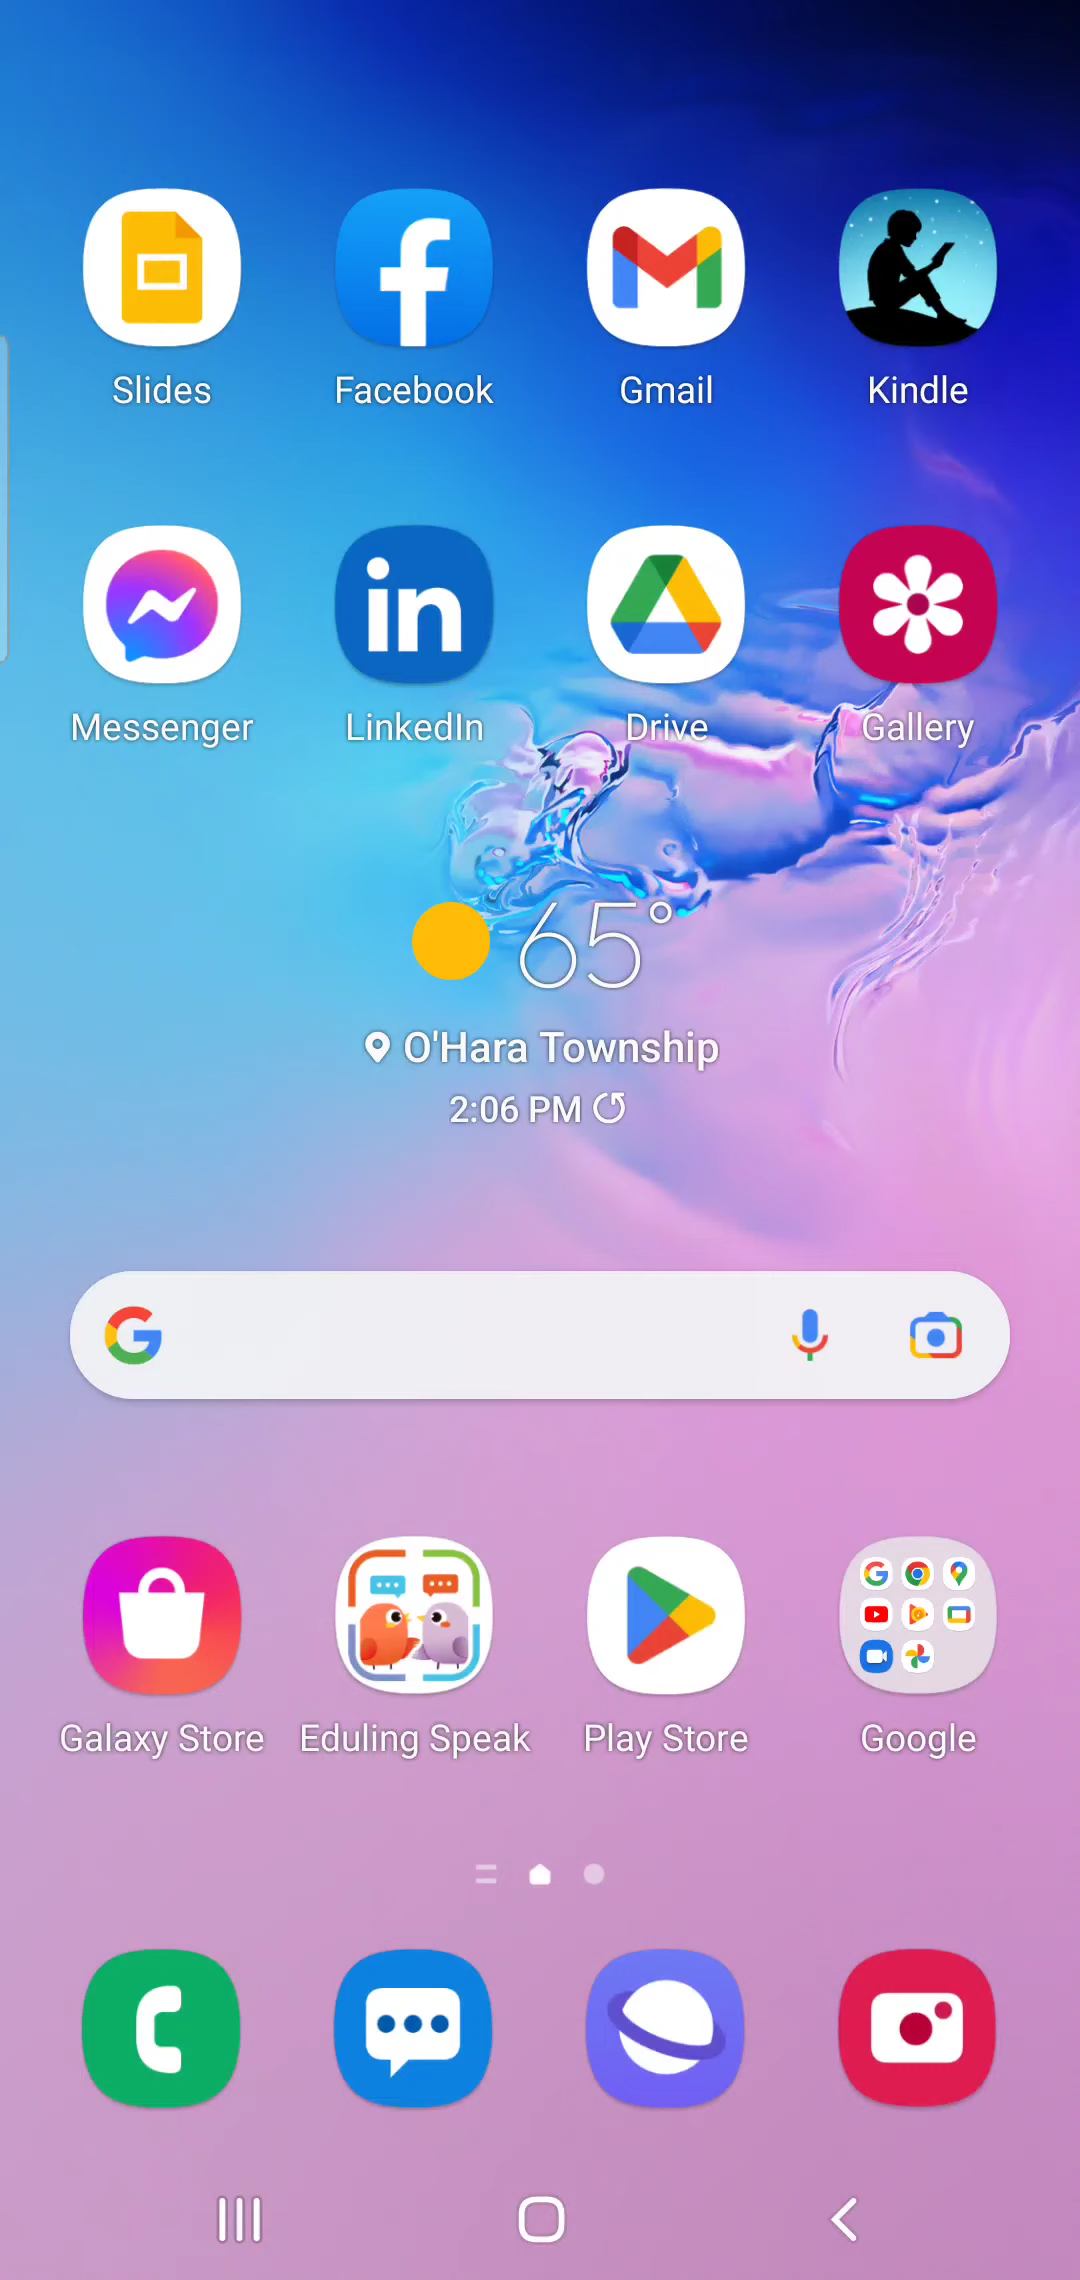 Slides Facebook Gmail Kindle
Messenger LinkedIn Drive Gallery
65°
O'Hara Township
2:06 PM
Galaxy Store Eduling Speak Play Store Google